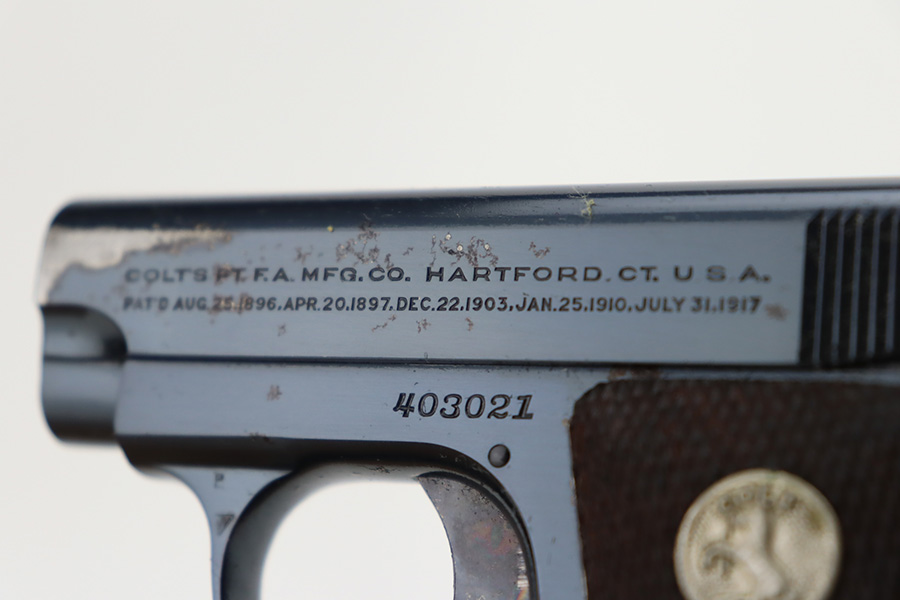 COLT'S PT. F.A. MFG. CO. HARTFORD. CT. U.S.A.
PAT'D AUG. 25.1896, APR. 20.1897, DEC. 22,1903, JAN. 25,1910, JULY 31,1917
403021
P